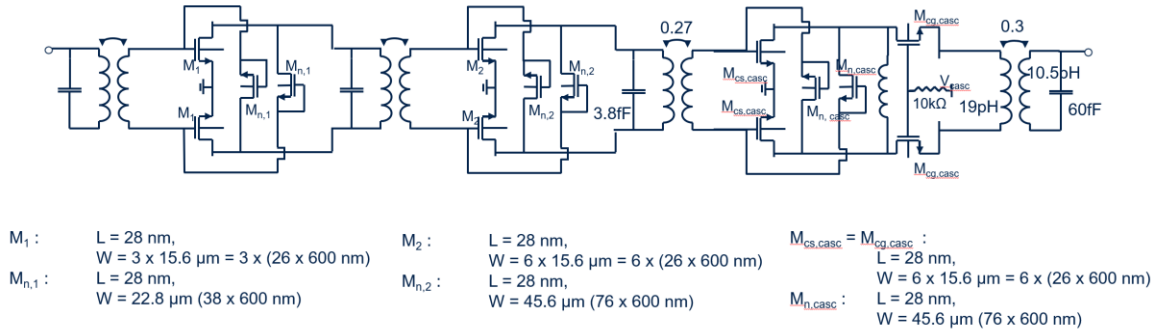 0.27
0.3
M₁
M₁
Mn,1
Mn,1
M₂
M₂
Mn,2
Mn,2
3.8fF
Mcs,casc
Mcs,casc
Mn,casc
Mn, casc
Mcg,casc
Mcg,casc
Vcasc
10kΩ
19pH
10.5pH
60fF
M₁ : L = 28 nm,
W = 3 x 15.6 µm = 3 x (26 x 600 nm)
Mn,1 : L = 28 nm,
W = 22.8 µm (38 x 600 nm)
M₂ : L = 28 nm,
W = 6 x 15.6 µm = 6 x (26 x 600 nm)
Mn,2 : L = 28 nm,
W = 45.6 µm (76 x 600 nm)
Mcs,casc = Mcg,casc :
L = 28 nm,
W = 6 x 15.6 µm = 6 x (26 x 600 nm)
Mn,casc : L = 28 nm,
W = 45.6 µm (76 x 600 nm)